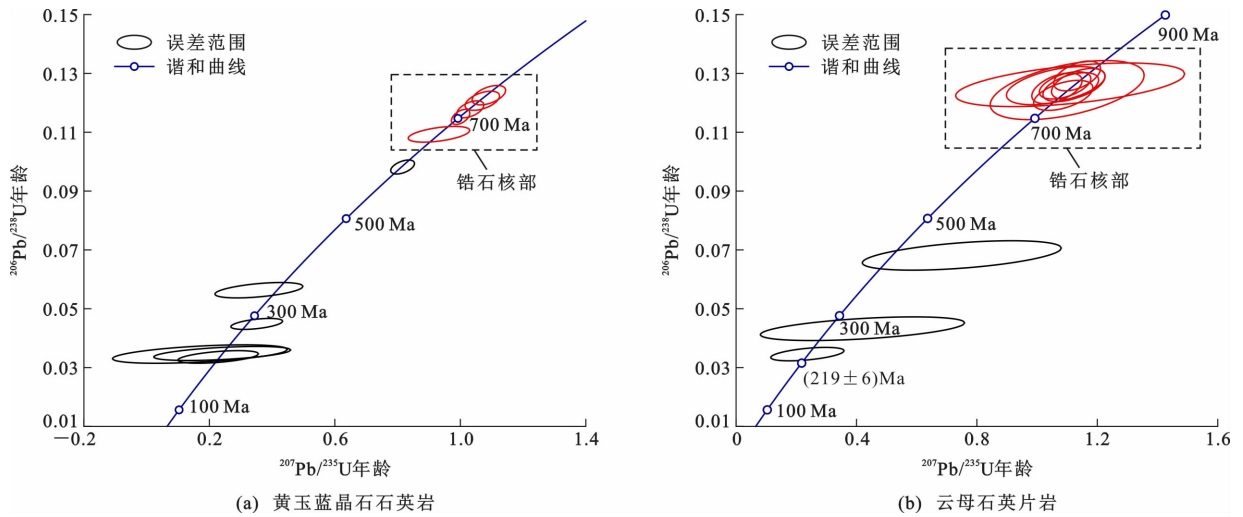 0.15
0.13
0.11
0.09
0.07
0.05
0.03
0.01
²⁰⁶Pb/²³⁸U年龄
误差范围
谐和曲线
700 Ma
锆石核部
500 Ma
300 Ma
100 Ma
−0.2
0.2
0.6
1.0
1.4
²⁰⁷Pb/²³⁵U年龄
(a) 黄玉蓝晶石石英岩
0.15
0.13
0.11
0.09
0.07
0.05
0.03
0.01
²⁰⁶Pb/²³⁸U年龄
误差范围
谐和曲线
900 Ma
700 Ma
锆石核部
500 Ma
300 Ma
(219±6)Ma
100 Ma
0
0.4
0.8
1.2
1.6
²⁰⁷Pb/²³⁵U年龄
(b) 云母石英片岩